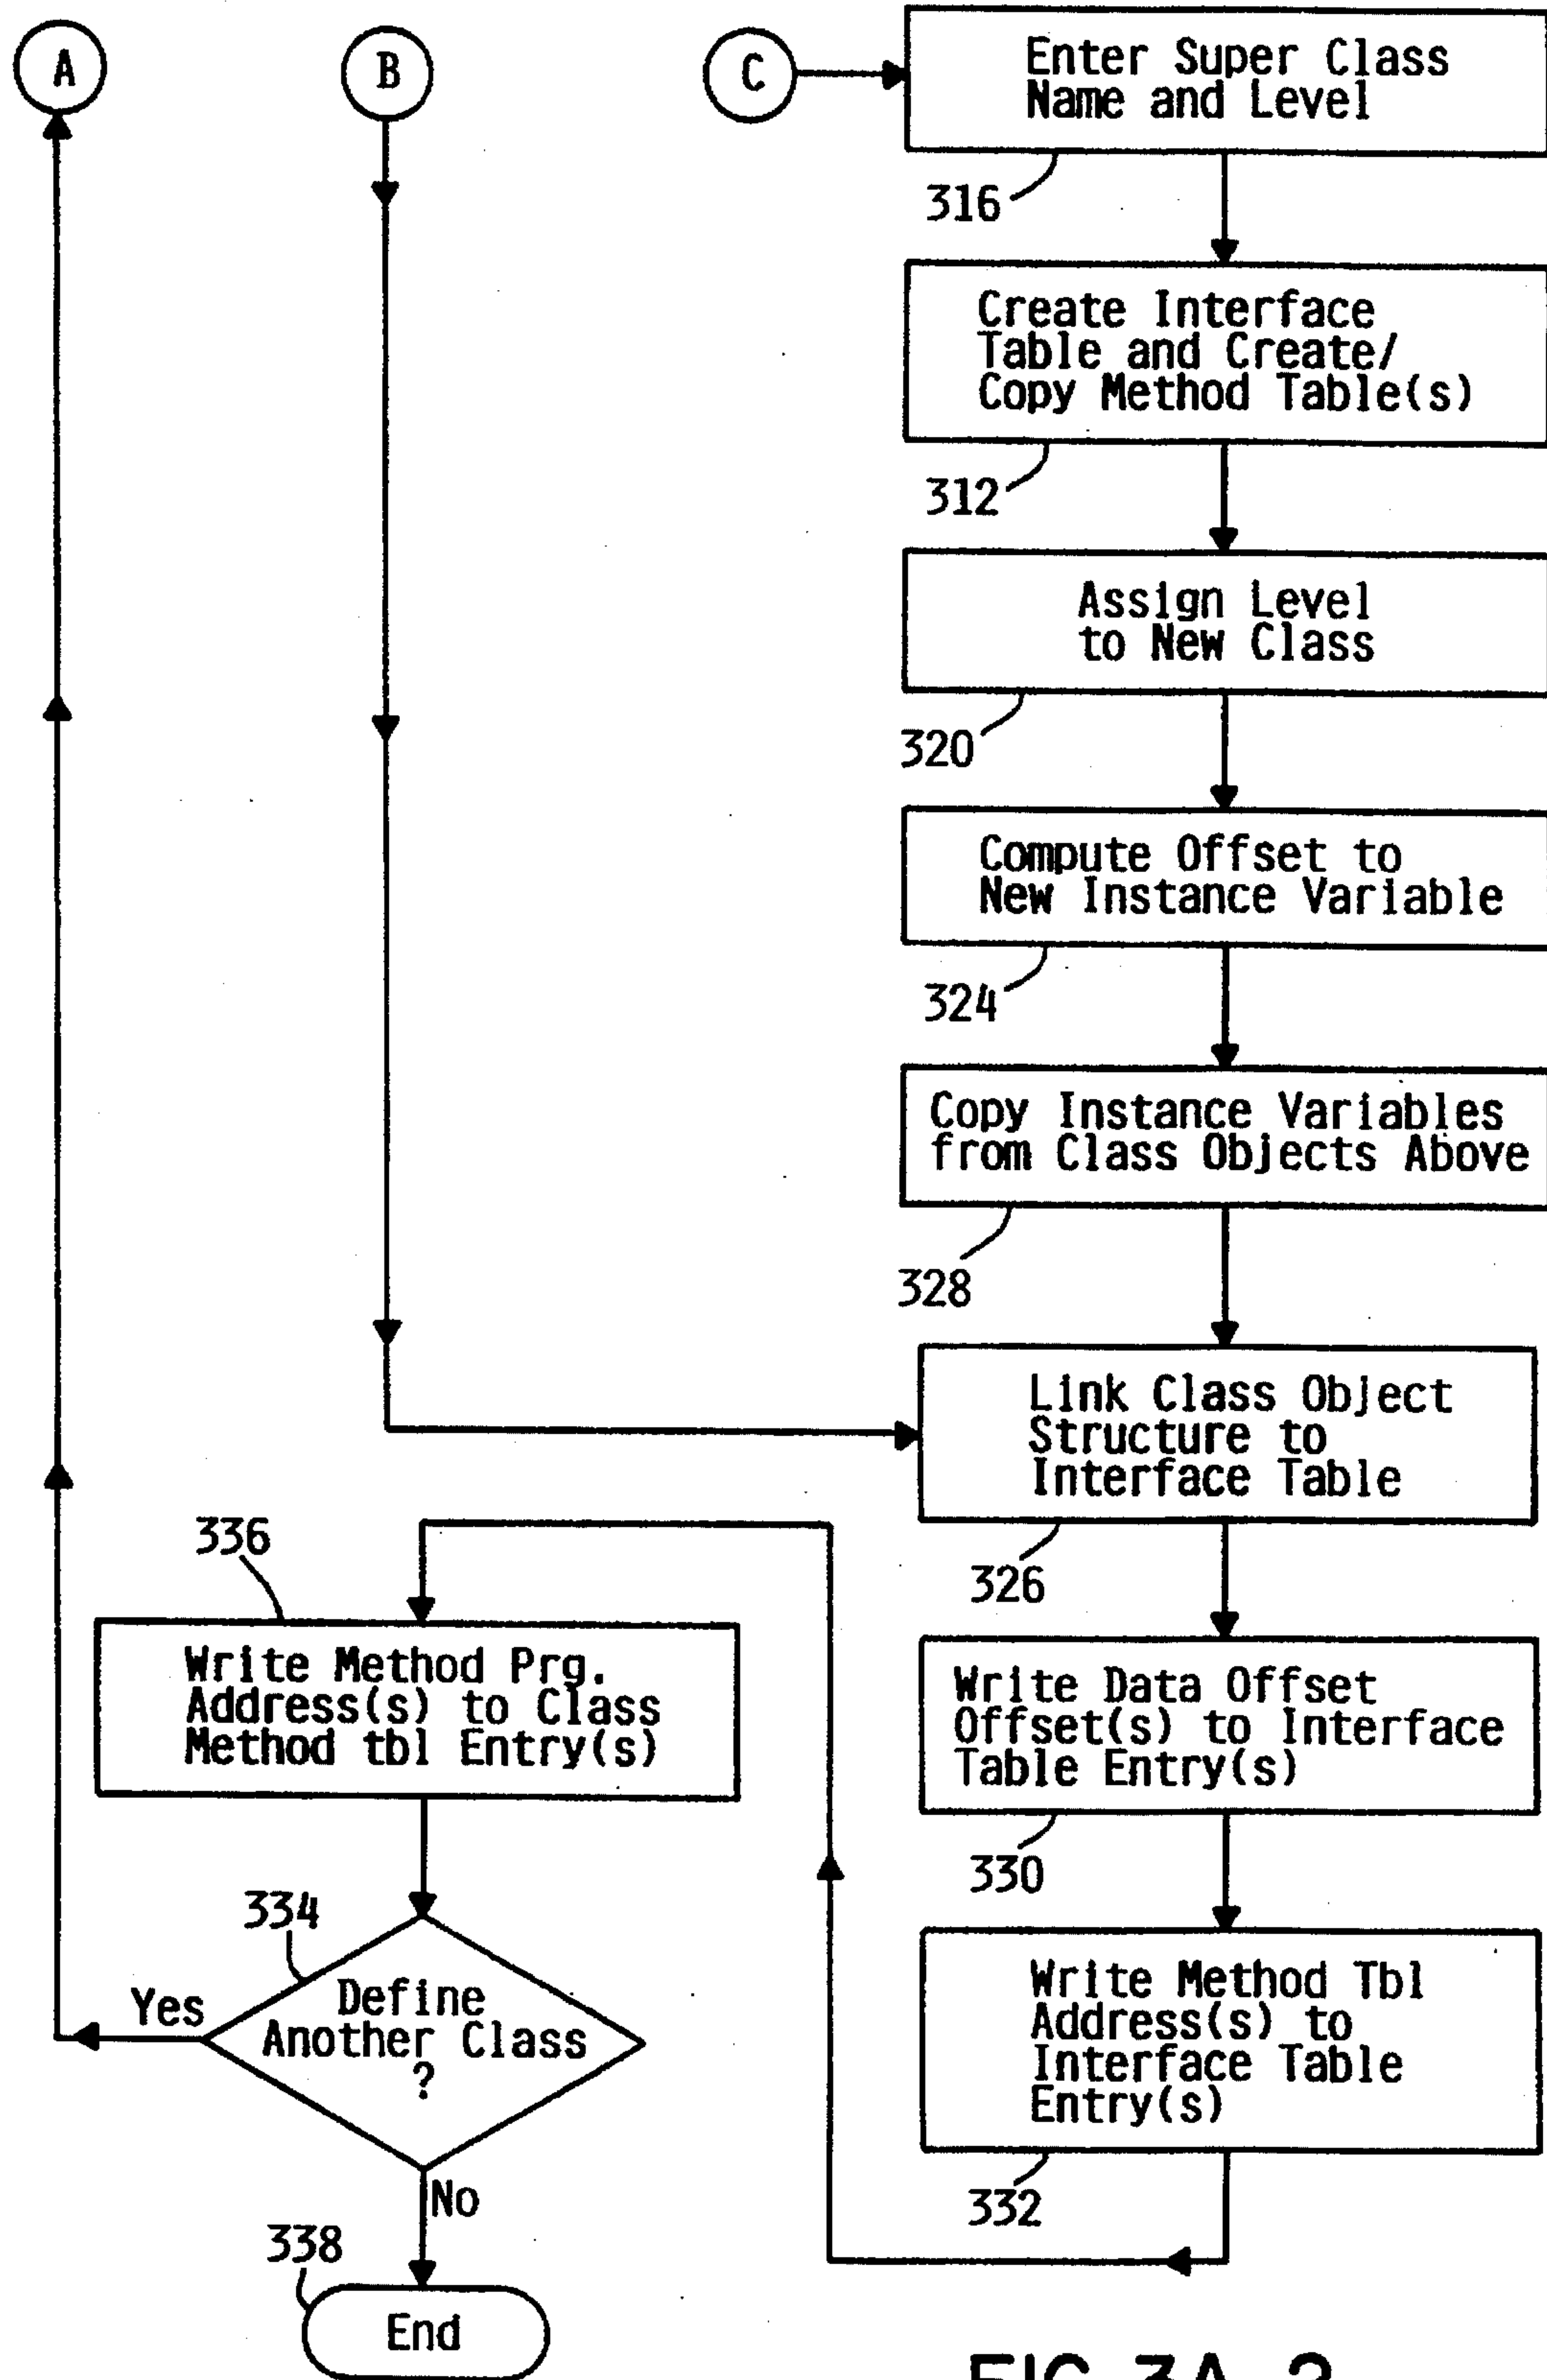 A
B
C
Enter Super Class
Name and Level
316
Create Interface
Table and Create/
Copy Method Table(s)
312
Assign Level
to New Class
320
Compute Offset to
New Instance Variable
324
Copy Instance Variables
from Class Objects Above
328
Link Class Object
Structure to
Interface Table
326
Write Data Offset
Offset(s) to Interface
Table Entry(s)
330
Write Method Tbl
Address(s) to
Interface Table
Entry(s)
332
336
Write Method Prg.
Address(s) to Class
Method tbl Entry(s)
334
Define
Another Class
?
Yes
No
338
End
FIG. 3A-2